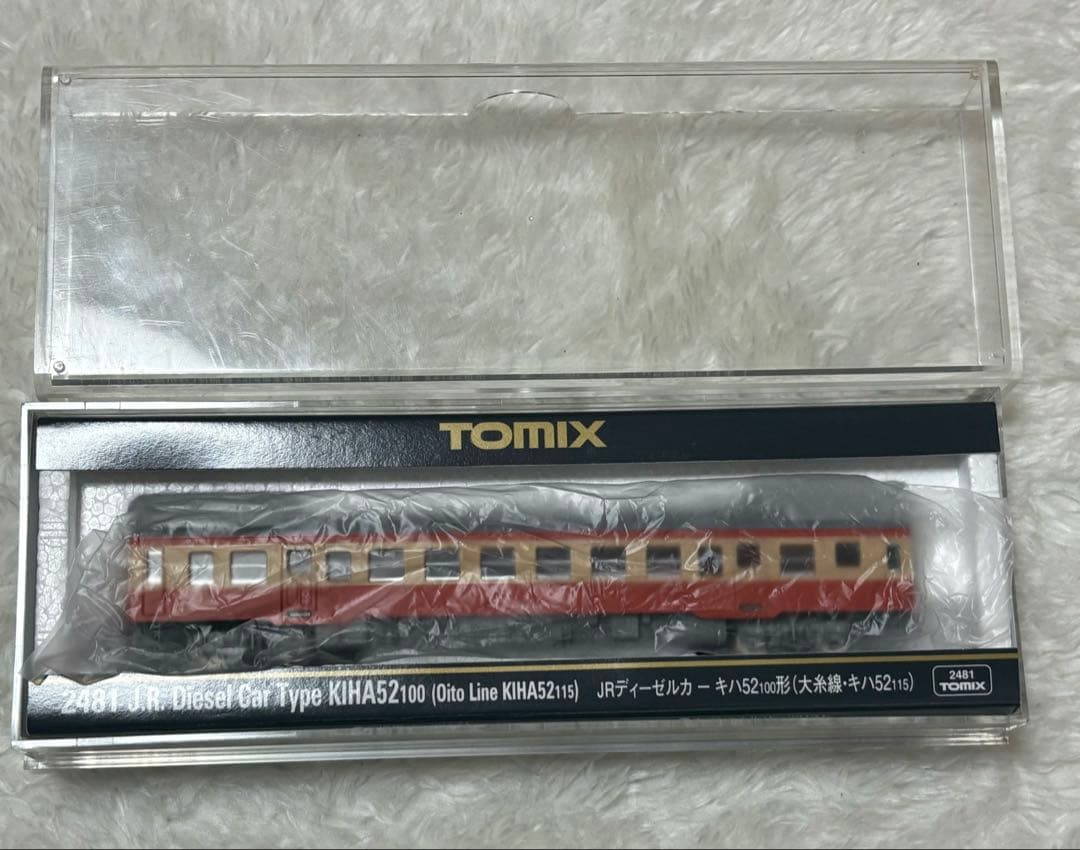 TOMIX
2481 J.R. Diesel Car Type KIHA52100 (Oito Line KIHA52115) JRディーゼルカー キハ52100形(大糸線・キハ52115)
2481
TOMIX